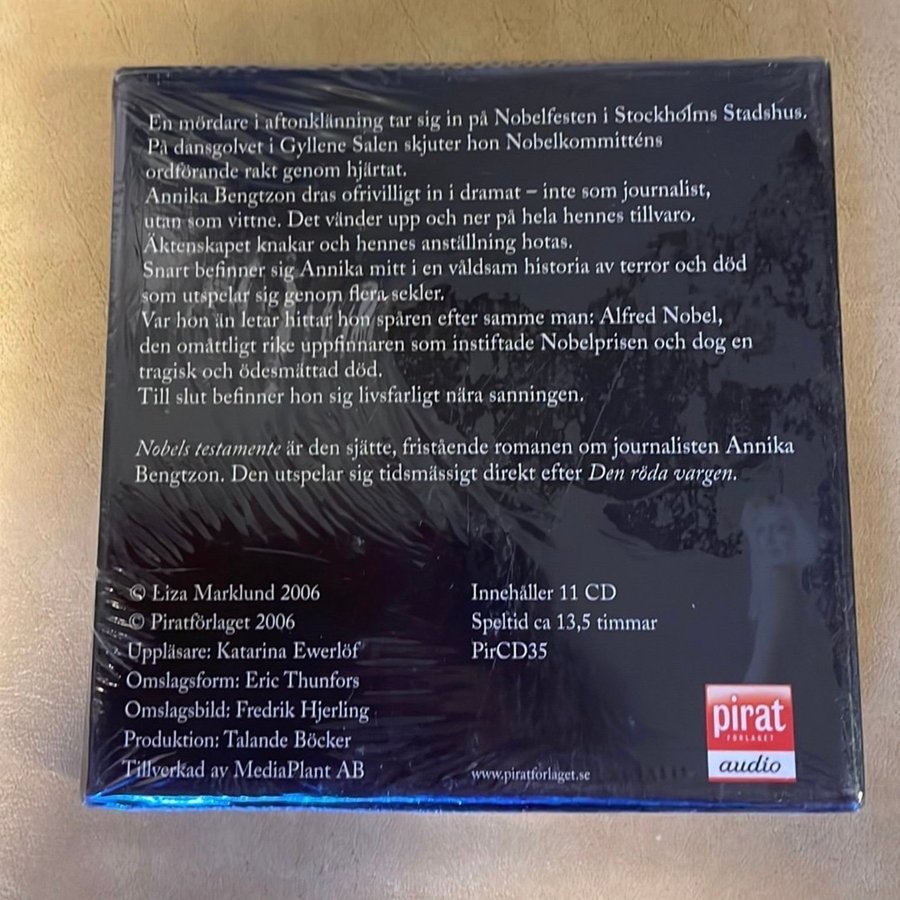 En mördare i aftonklänning tar sig in på Nobelfesten i Stockholms Stadshus.
På dansgolvet i Gyllene Salen skjuter hon Nobelkommitténs
ordförande rakt genom hjärtat.
Annika Bengtzon dras ofrivilligt in i dramat – inte som journalist,
utan som vittne. Det vänder upp och ner på hela hennes tillvaro.
Äktenskapet knakar och hennes anställning hotas.
Snart befinner sig Annika mitt i en våldsam historia av terror och död
som utspelar sig genom flera sekler.
Var hon än letar hittar hon spåren efter samme man: Alfred Nobel,
den omåttligt rike uppfinnaren som instiftade Nobelprisen och dog en
tragisk och ödesmättad död.
Till slut befinner hon sig livsfarligt nära sanningen.
Nobels testamente är den sjätte, fristående romanen om journalisten Annika
Bengtzon. Den utspelar sig tidsmässigt direkt efter Den röda vargen.
© Liza Marklund 2006
© Piratförlaget 2006
Uppläsare: Katarina Ewerlöf
Omslagsform: Eric Thunfors
Omslagsbild: Fredrik Hjerling
Produktion: Talande Böcker
Tillverkad av MediaPlant AB
Innehåller 11 CD
Speltid ca 13,5 timmar
PirCD35
www.piratforlaget.se
pirat
FÖRLAGET
audio